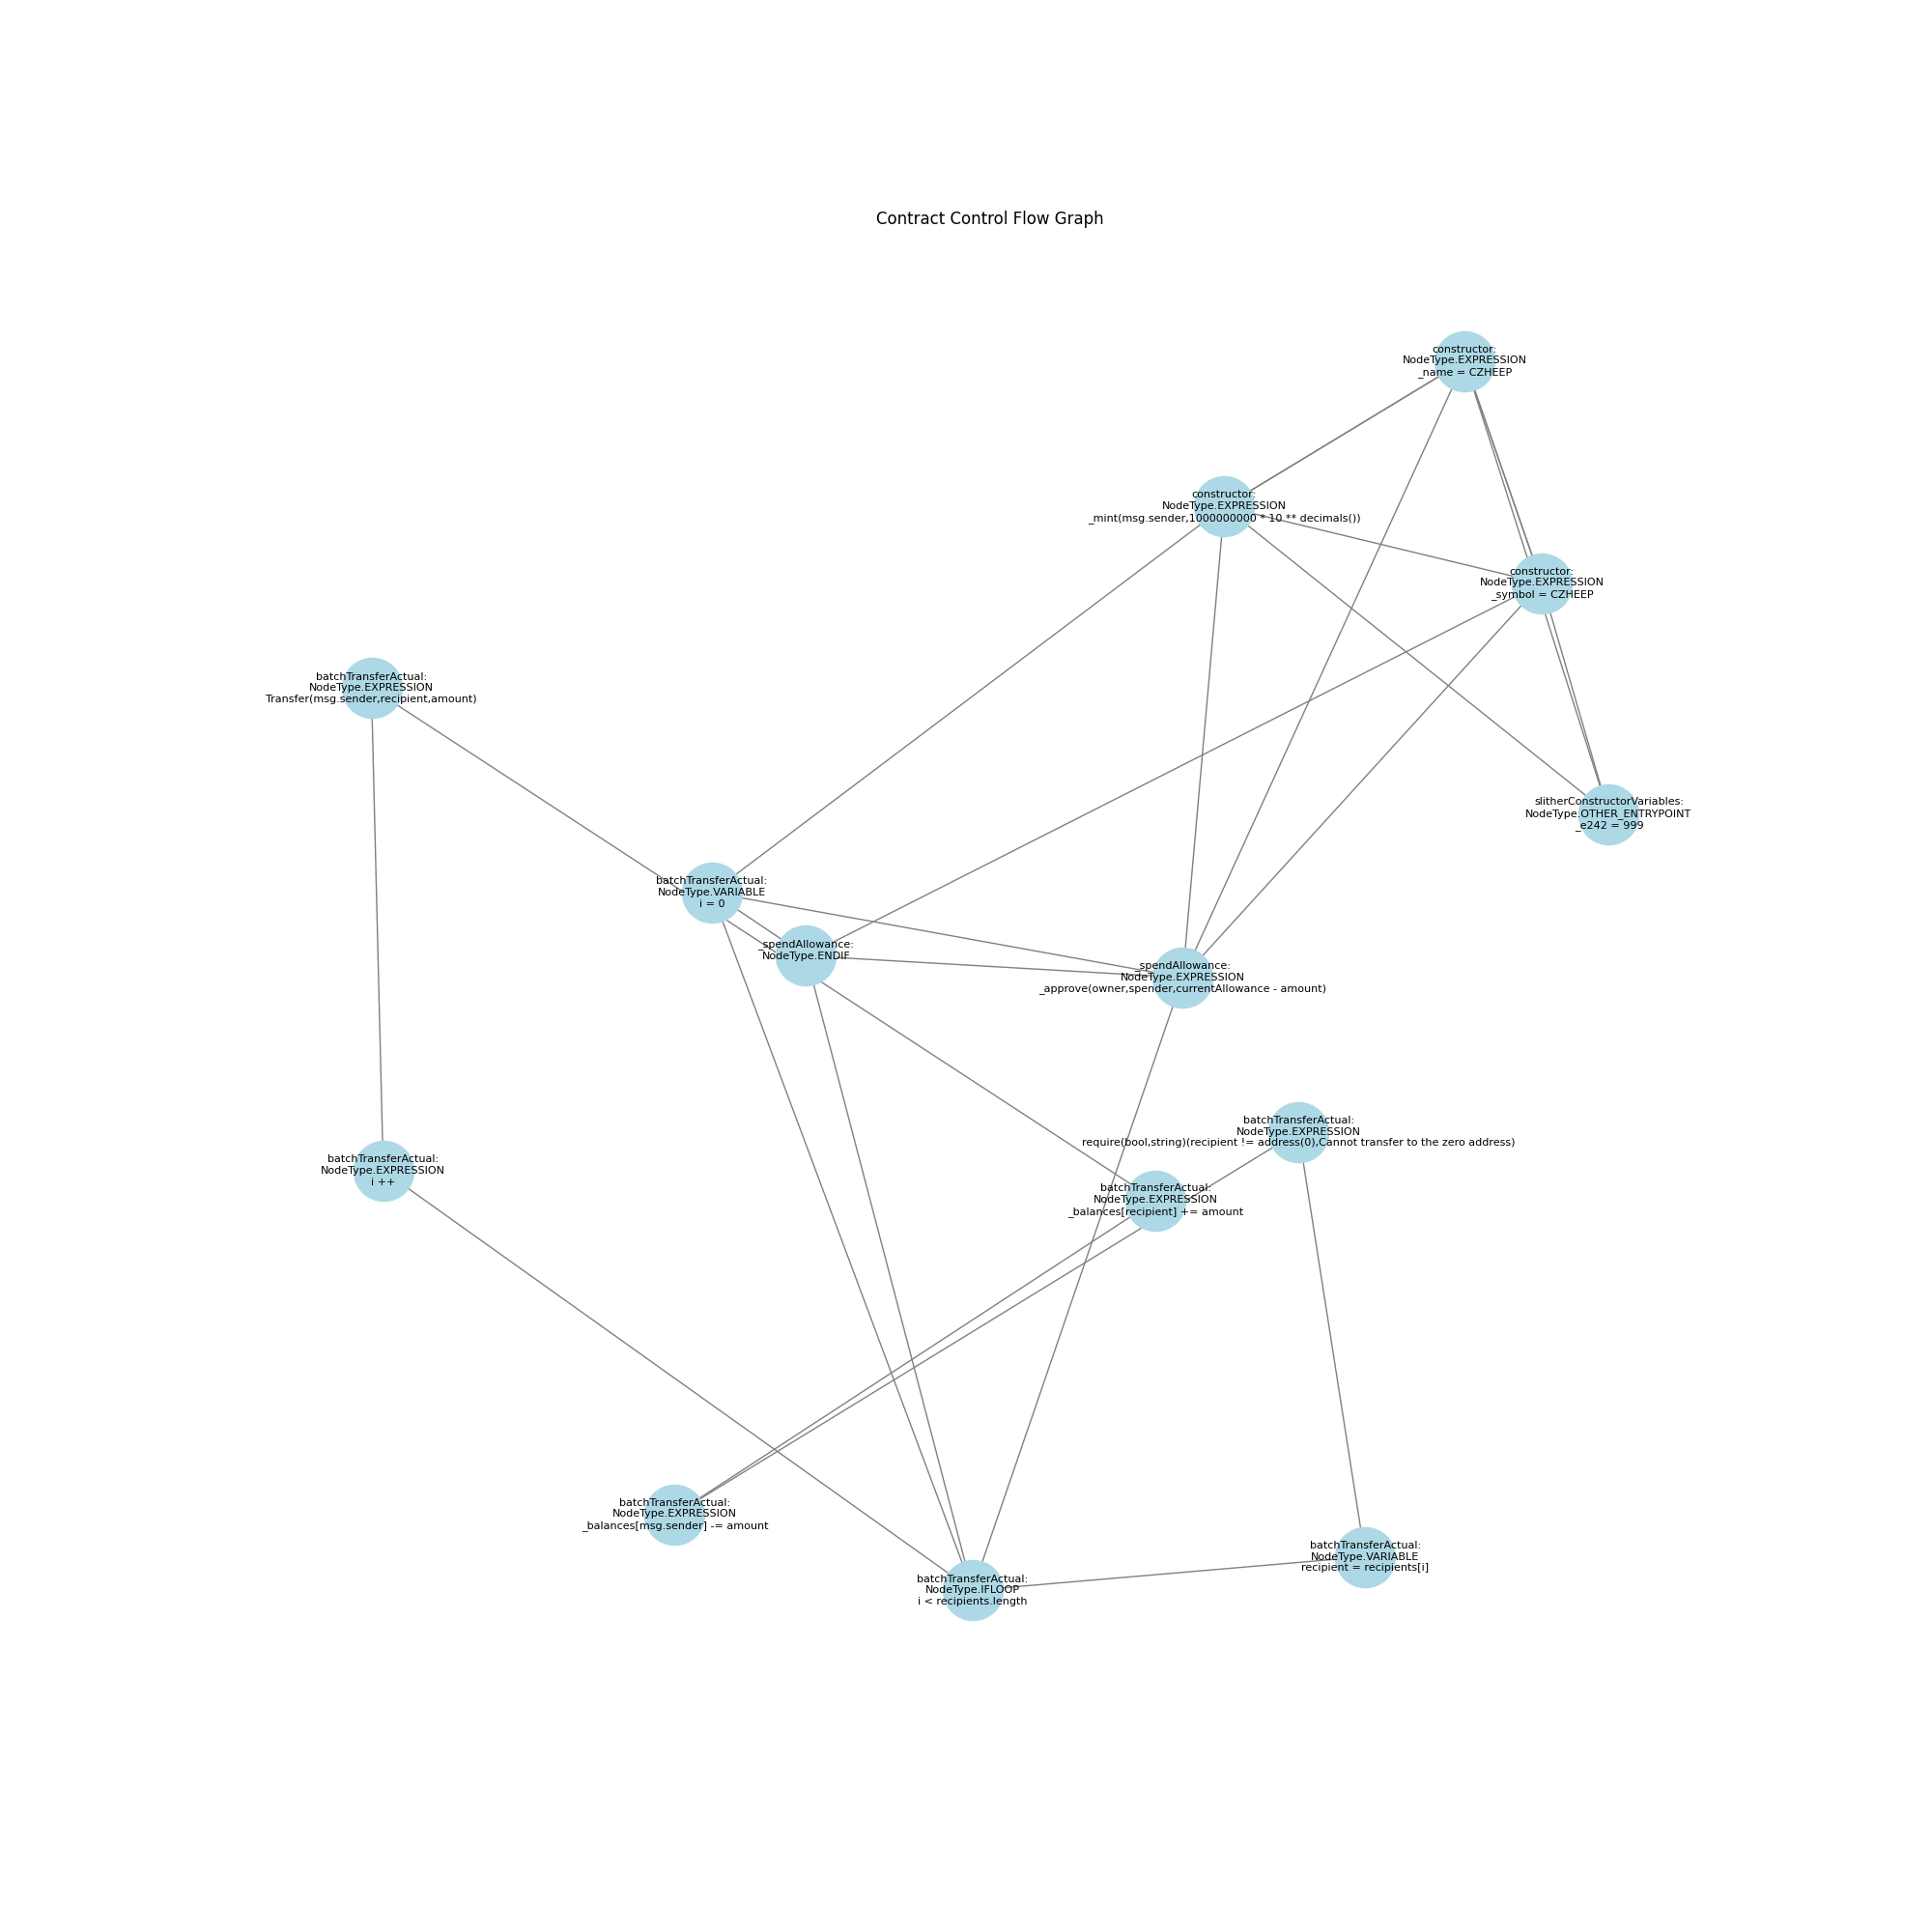 Contract Control Flow Graph
constructor:
NodeType.EXPRESSION
_name = CZHEEP
constructor:
NodeType.EXPRESSION
_mint(msg.sender,1000000000 * 10 ** decimals())
constructor:
NodeType.EXPRESSION
_symbol = CZHEEP
batchTransferActual:
NodeType.EXPRESSION
Transfer(msg.sender,recipient,amount)
slitherConstructorVariables:
NodeType.OTHER_ENTRYPOINT
_e242 = 999
batchTransferActual:
NodeType.VARIABLE
i = 0
_spendAllowance:
NodeType.ENDIF
_spendAllowance:
NodeType.EXPRESSION
_approve(owner,spender,currentAllowance - amount)
batchTransferActual:
NodeType.EXPRESSION
require(bool,string)(recipient != address(0),Cannot transfer to the zero address)
batchTransferActual:
NodeType.EXPRESSION
i ++
batchTransferActual:
NodeType.EXPRESSION
_balances[recipient] += amount
batchTransferActual:
NodeType.EXPRESSION
_balances[msg.sender] -= amount
batchTransferActual:
NodeType.VARIABLE
recipient = recipients[i]
batchTransferActual:
NodeType.IFLOOP
i < recipients.length